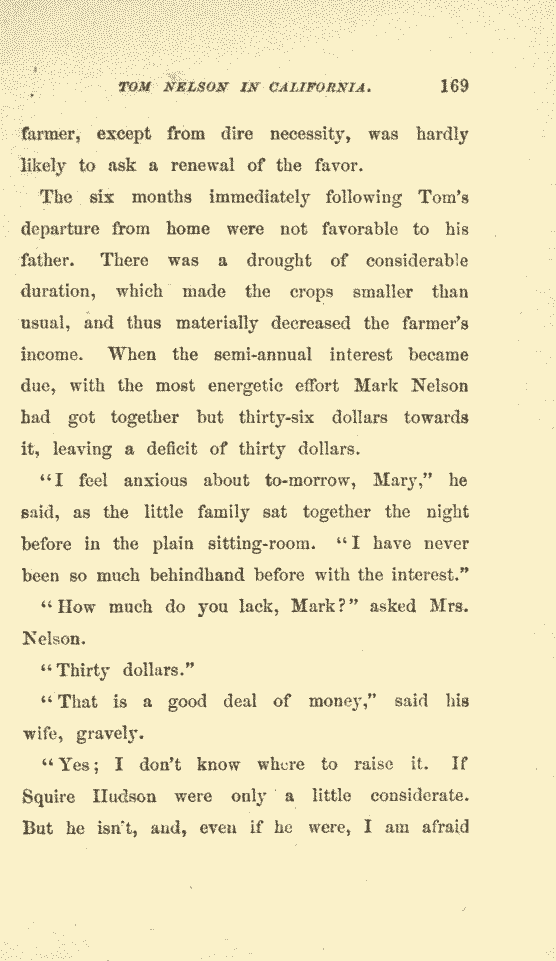 TOM NELSON IN CALIFORNIA. 169
farmer, except from dire necessity, was hardly
likely to ask a renewal of the favor.
The six months immediately following Tom's
departure from home were not favorable to his
father. There was a drought of considerable
duration, which made the crops smaller than
usual, and thus materially decreased the farmer's
income. When the semi-annual interest became
due, with the most energetic effort Mark Nelson
had got together but thirty-six dollars towards
it, leaving a deficit of thirty dollars.
"I feel anxious about to-morrow, Mary," he
said, as the little family sat together the night
before in the plain sitting-room. "I have never
been so much behindhand before with the interest."
"How much do you lack, Mark?" asked Mrs.
Nelson.
"Thirty dollars."
"That is a good deal of money," said his
wife, gravely.
"Yes; I don't know where to raise it. If
Squire Hudson were only a little considerate.
But he isn't, and, even if he were, I am afraid